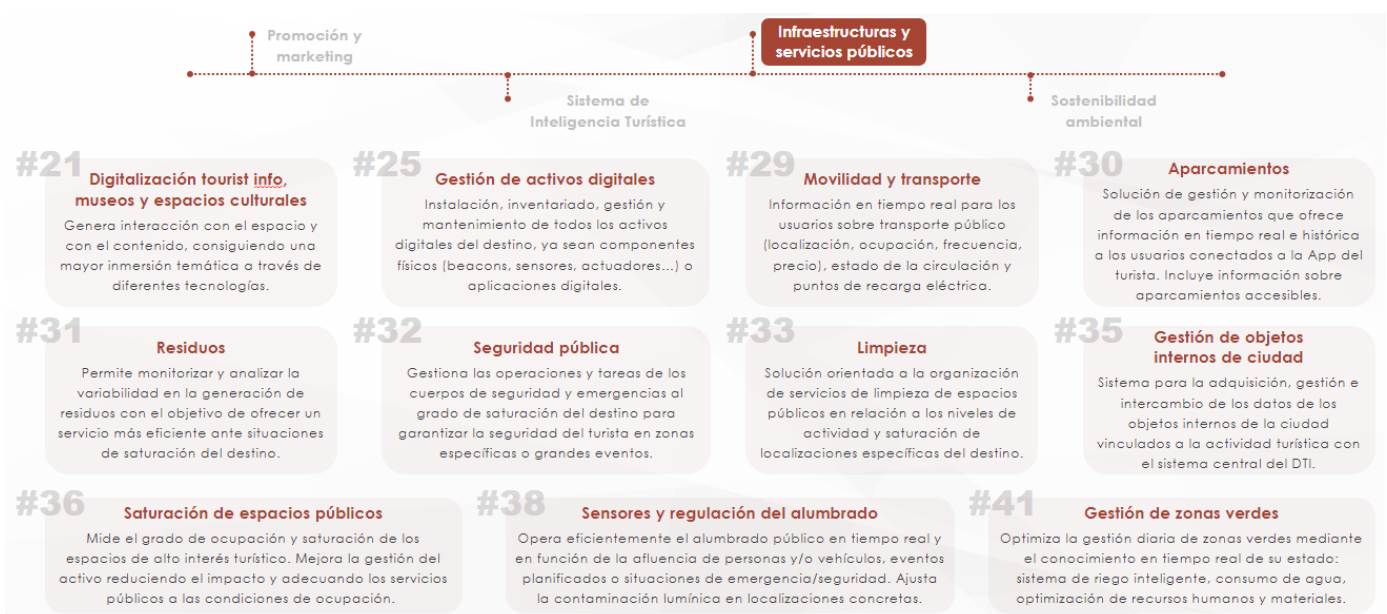 Promoción y
marketing
Infraestructuras y
servicios públicos
Sistema de
Inteligencia Turística
Sostenibilidad
ambiental
#21
Digitalización tourist info,
museos y espacios culturales
Genera interacción con el espacio y
con el contenido, consiguiendo una
mayor inmersión temática a través de
diferentes tecnologías.
#25
Gestión de activos digitales
Instalación, inventariado, gestión y
mantenimiento de todos los activos
digitales del destino, ya sean componentes
físicos (beacons, sensores, actuadores...) o
aplicaciones digitales.
#29
Movilidad y transporte
Información en tiempo real para los
usuarios sobre transporte público
(localización, ocupación, frecuencia,
precio), estado de la circulación y
puntos de recarga eléctrica.
#30
Aparcamientos
Solución de gestión y monitorización
de los aparcamientos que ofrece
información en tiempo real e histórica
a los usuarios conectados a la App del
turista. Incluye información sobre
aparcamientos accesibles.
#31
Residuos
Permite monitorizar y analizar la
variabilidad en la generación de
residuos con el objetivo de ofrecer un
servicio más eficiente ante situaciones
de saturación del destino.
#32
Seguridad pública
Gestiona las operaciones y tareas de los
cuerpos de seguridad y emergencias al
grado de saturación del destino para
garantizar la seguridad del turista en zonas
específicas o grandes eventos.
#33
Limpieza
Solución orientada a la organización
de servicios de limpieza de espacios
públicos en relación a los niveles de
actividad y saturación de
localizaciones específicas del destino.
#35
Gestión de objetos
internos de ciudad
Sistema para la adquisición, gestión e
intercambio de los datos de los
objetos internos de la ciudad
vinculados a la actividad turística con
el sistema central del DTI.
#36
Saturación de espacios públicos
Mide el grado de ocupación y saturación de los
espacios de alto interés turístico. Mejora la gestión del
activo reduciendo el impacto y adecuando los servicios
públicos a las condiciones de ocupación.
#38
Sensores y regulación del alumbrado
Opera eficientemente el alumbrado público en tiempo real y
en función de la afluencia de personas y/o vehículos, eventos
planificados o situaciones de emergencia/seguridad. Ajusta
la contaminación lumínica en localizaciones concretas.
#41
Gestión de zonas verdes
Optimiza la gestión diaria de zonas verdes mediante
el conocimiento en tiempo real de su estado:
sistema de riego inteligente, consumo de agua,
optimización de recursos humanos y materiales.